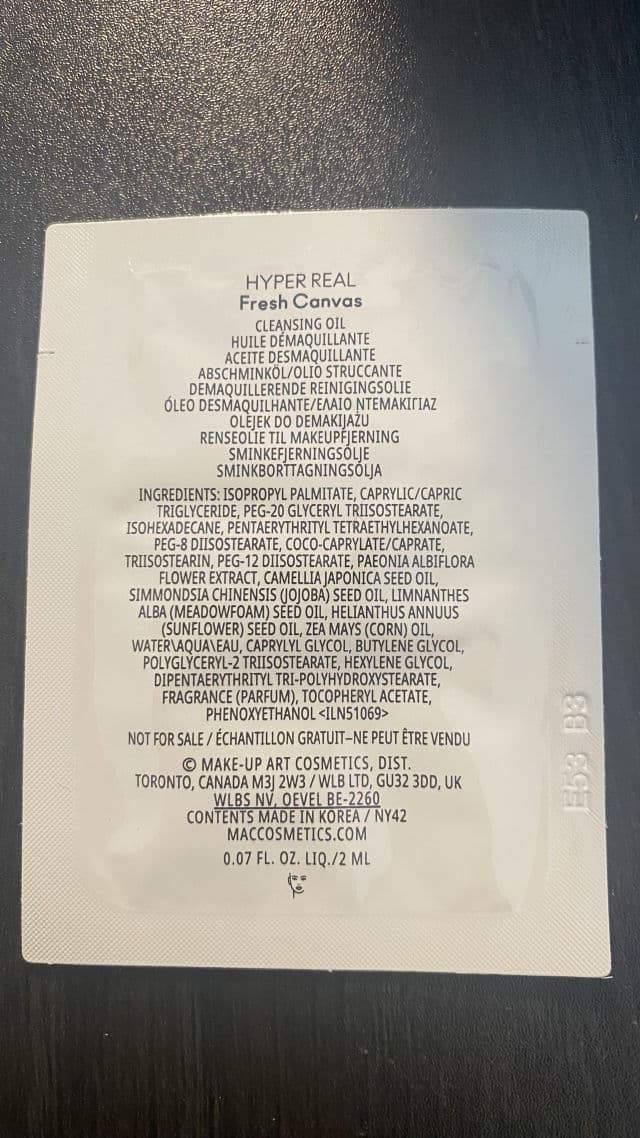 HYPER REAL
Fresh Canvas
CLEANSING OIL
HUILE DÉMAQUILLANTE
ACEITE DESMAQUILLANTE
ABSCHMINKÖL/OLIO STRUCCANTE
DEMAQUILLERENDE REINIGINGSOLIE
ÓLEO DESMAQUILHANTE/ΕΛΑΙΟ ΝΤΕΜΑΚΙΓΙΑΖ
OLEJEK DO DEMAKIJAŻU
RENSEOLIE TIL MAKEUPFJERNING
SMINKEFJERNINGSOLJE
SMINKBORTTAGNINGSOLJA
INGREDIENTS: ISOPROPYL PALMITATE, CAPRYLIC/CAPRIC
TRIGLYCERIDE, PEG-20 GLYCERYL TRIISOSTEARATE,
ISOHEXADECANE, PENTAERYTHRITYL TETRAETHYLHEXANOATE,
PEG-8 DIISOSTEARATE, COCO-CAPRYLATE/CAPRATE,
TRIISOSTEARIN, PEG-12 DIISOSTEARATE, PAEONIA ALBIFLORA
FLOWER EXTRACT, CAMELLIA JAPONICA SEED OIL,
SIMMONDSIA CHINENSIS (JOJOBA) SEED OIL, LIMNANTHES
ALBA (MEADOWFOAM) SEED OIL, HELIANTHUS ANNUUS
(SUNFLOWER) SEED OIL, ZEA MAYS (CORN) OIL,
WATER\AQUA\EAU, CAPRYLYL GLYCOL, BUTYLENE GLYCOL,
POLYGLYCERYL-2 TRIISOSTEARATE, HEXYLENE GLYCOL,
DIPENTAERYTHRITYL TRI-POLYHYDROXYSTEARATE,
FRAGRANCE (PARFUM), TOCOPHERYL ACETATE,
PHENOXYETHANOL <ILN51069>
NOT FOR SALE / ÉCHANTILLON GRATUIT–NE PEUT ÊTRE VENDU
© MAKE-UP ART COSMETICS, DIST.
TORONTO, CANADA M3J 2W3 / WLB LTD, GU32 3DD, UK
WLBS NV, OEVEL BE-2260
CONTENTS MADE IN KOREA / NY42
MACCOSMETICS.COM
0.07 FL. OZ. LIQ./2 ML
E53 B3